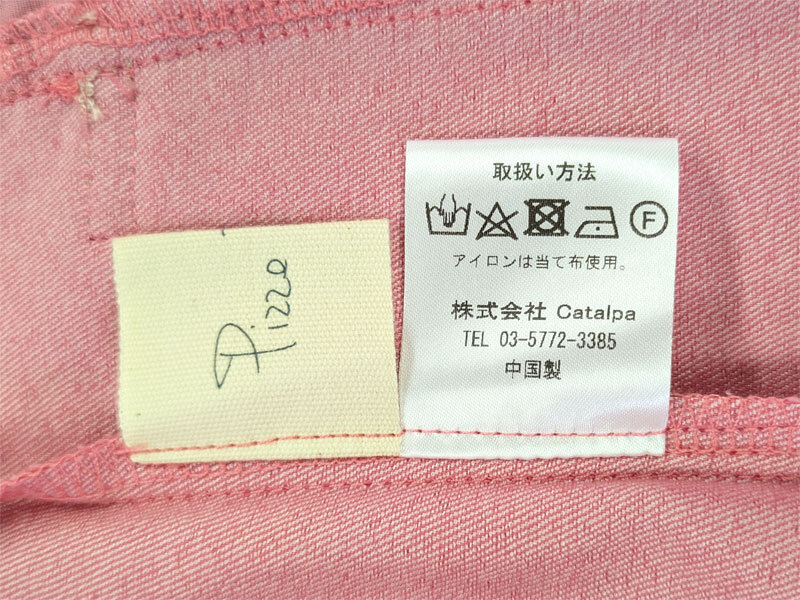 Pizze
取扱い方法
F
アイロンは当て布使用。
株式会社 Catalpa
TEL 03-5772-3385
中国製